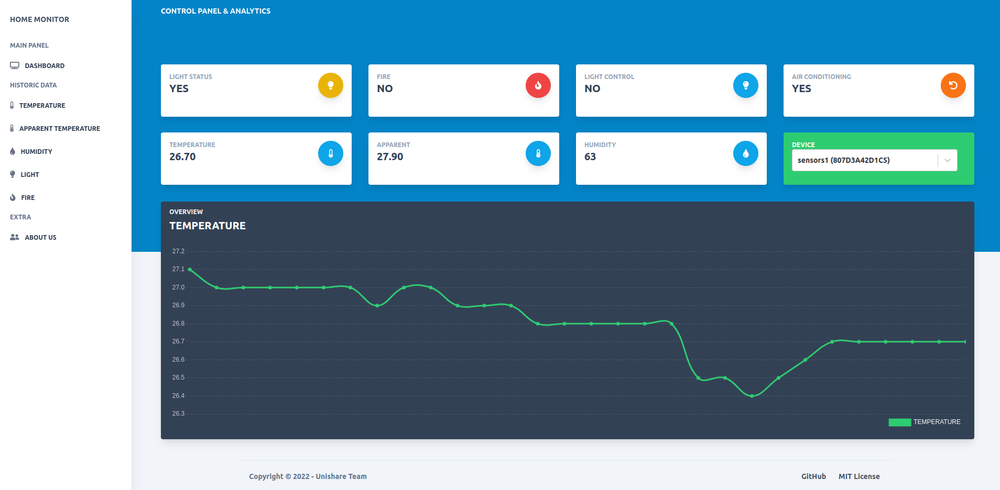 HOME MONITOR
MAIN PANEL
DASHBOARD
HISTORIC DATA
TEMPERATURE
APPARENT TEMPERATURE
HUMIDITY
LIGHT
FIRE
EXTRA
ABOUT US
CONTROL PANEL & ANALYTICS
LIGHT STATUS
YES
FIRE
NO
LIGHT CONTROL
NO
AIR CONDITIONING
YES
TEMPERATURE
26.70
APPARENT
27.90
HUMIDITY
63
DEVICE
sensors1 (807D3A42D1C5)
OVERVIEW
TEMPERATURE
27.2
27.1
27.0
26.9
26.8
26.7
26.6
26.5
26.4
26.3
TEMPERATURE
Copyright © 2022 - Unishare Team
GitHub
MIT License